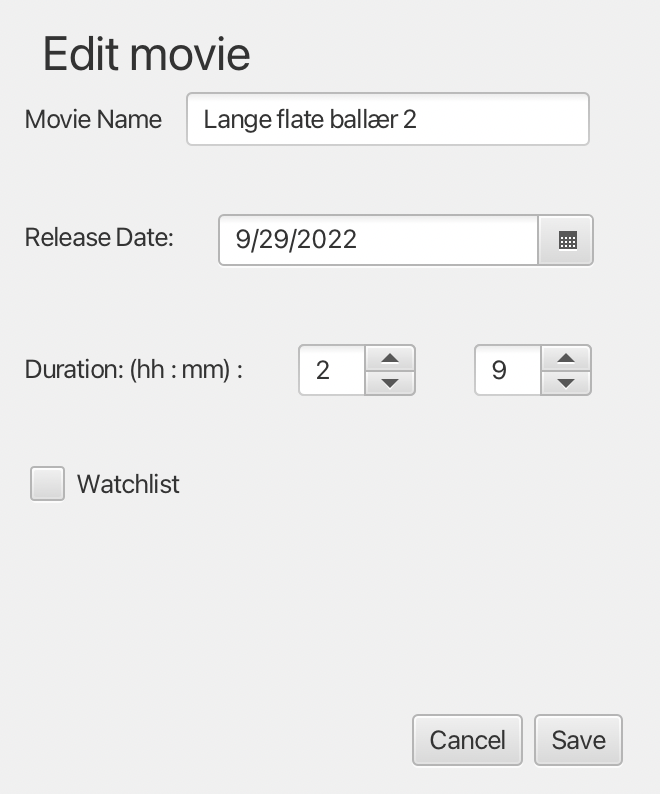 Edit movie
Movie Name Lange flate ballær 2
Release Date: 9/29/2022
Duration: (hh : mm) : 2 9
Watchlist
Cancel Save